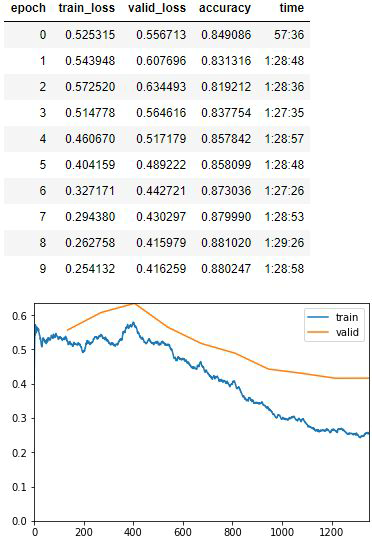 epoch train_loss valid_loss accuracy time
0 0.525315 0.556713 0.849086 57:36
1 0.543948 0.607696 0.831316 1:28:48
2 0.572520 0.634493 0.819212 1:28:36
3 0.514778 0.564616 0.837754 1:27:35
4 0.460670 0.517179 0.857842 1:28:57
5 0.404159 0.489222 0.858099 1:28:48
6 0.327171 0.442721 0.873036 1:27:26
7 0.294380 0.430297 0.879990 1:28:53
8 0.262758 0.415979 0.881020 1:29:26
9 0.254132 0.416259 0.880247 1:28:58
train
valid
0.6
0.5
0.4
0.3
0.2
0.1
0.0
0 200 400 600 800 1000 1200